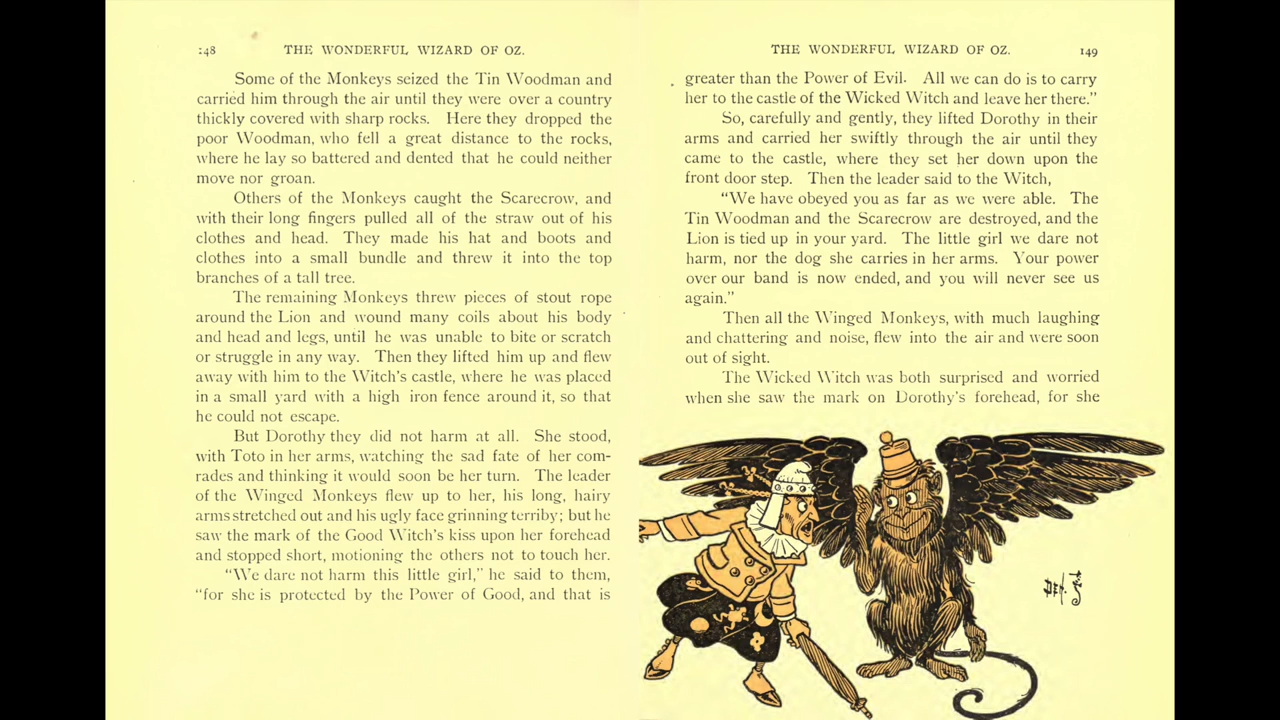 :48 THE WONDERFUL WIZARD OF OZ.
Some of the Monkeys seized the Tin Woodman and
carried him through the air until they were over a country
thickly covered with sharp rocks. Here they dropped the
poor Woodman, who fell a great distance to the rocks,
where he lay so battered and dented that he could neither
move nor groan.
Others of the Monkeys caught the Scarecrow, and
with their long fingers pulled all of the straw out of his
clothes and head. They made his hat and boots and
clothes into a small bundle and threw it into the top
branches of a tall tree.
The remaining Monkeys threw pieces of stout rope
around the Lion and wound many coils about his body
and head and legs, until he was unable to bite or scratch
or struggle in any way. Then they lifted him up and flew
away with him to the Witch's castle, where he was placed
in a small yard with a high iron fence around it, so that
he could not escape.
But Dorothy they did not harm at all. She stood,
with Toto in her arms, watching the sad fate of her com-
rades and thinking it would soon be her turn. The leader
of the Winged Monkeys flew up to her, his long, hairy
arms stretched out and his ugly face grinning terriby; but he
saw the mark of the Good Witch's kiss upon her forehead
and stopped short, motioning the others not to touch her.
"We dare not harm this little girl," he said to them,
"for she is protected by the Power of Good, and that is
THE WONDERFUL WIZARD OF OZ. 149
greater than the Power of Evil. All we can do is to carry
her to the castle of the Wicked Witch and leave her there."
So, carefully and gently, they lifted Dorothy in their
arms and carried her swiftly through the air until they
came to the castle, where they set her down upon the
front door step. Then the leader said to the Witch,
"We have obeyed you as far as we were able. The
Tin Woodman and the Scarecrow are destroyed, and the
Lion is tied up in your yard. The little girl we dare not
harm, nor the dog she carries in her arms. Your power
over our band is now ended, and you will never see us
again."
Then all the Winged Monkeys, with much laughing
and chattering and noise, flew into the air and were soon
out of sight.
The Wicked Witch was both surprised and worried
when she saw the mark on Dorothy's forehead, for she